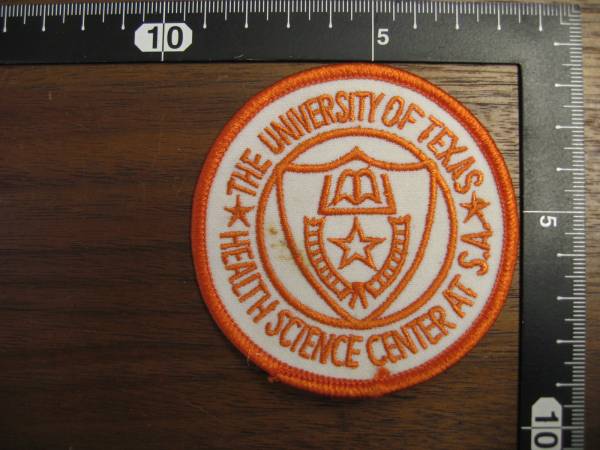 10
5
THE UNIVERSITY OF TEXAS
HEALTH SCIENCE CENTER AT S.A.
5
10